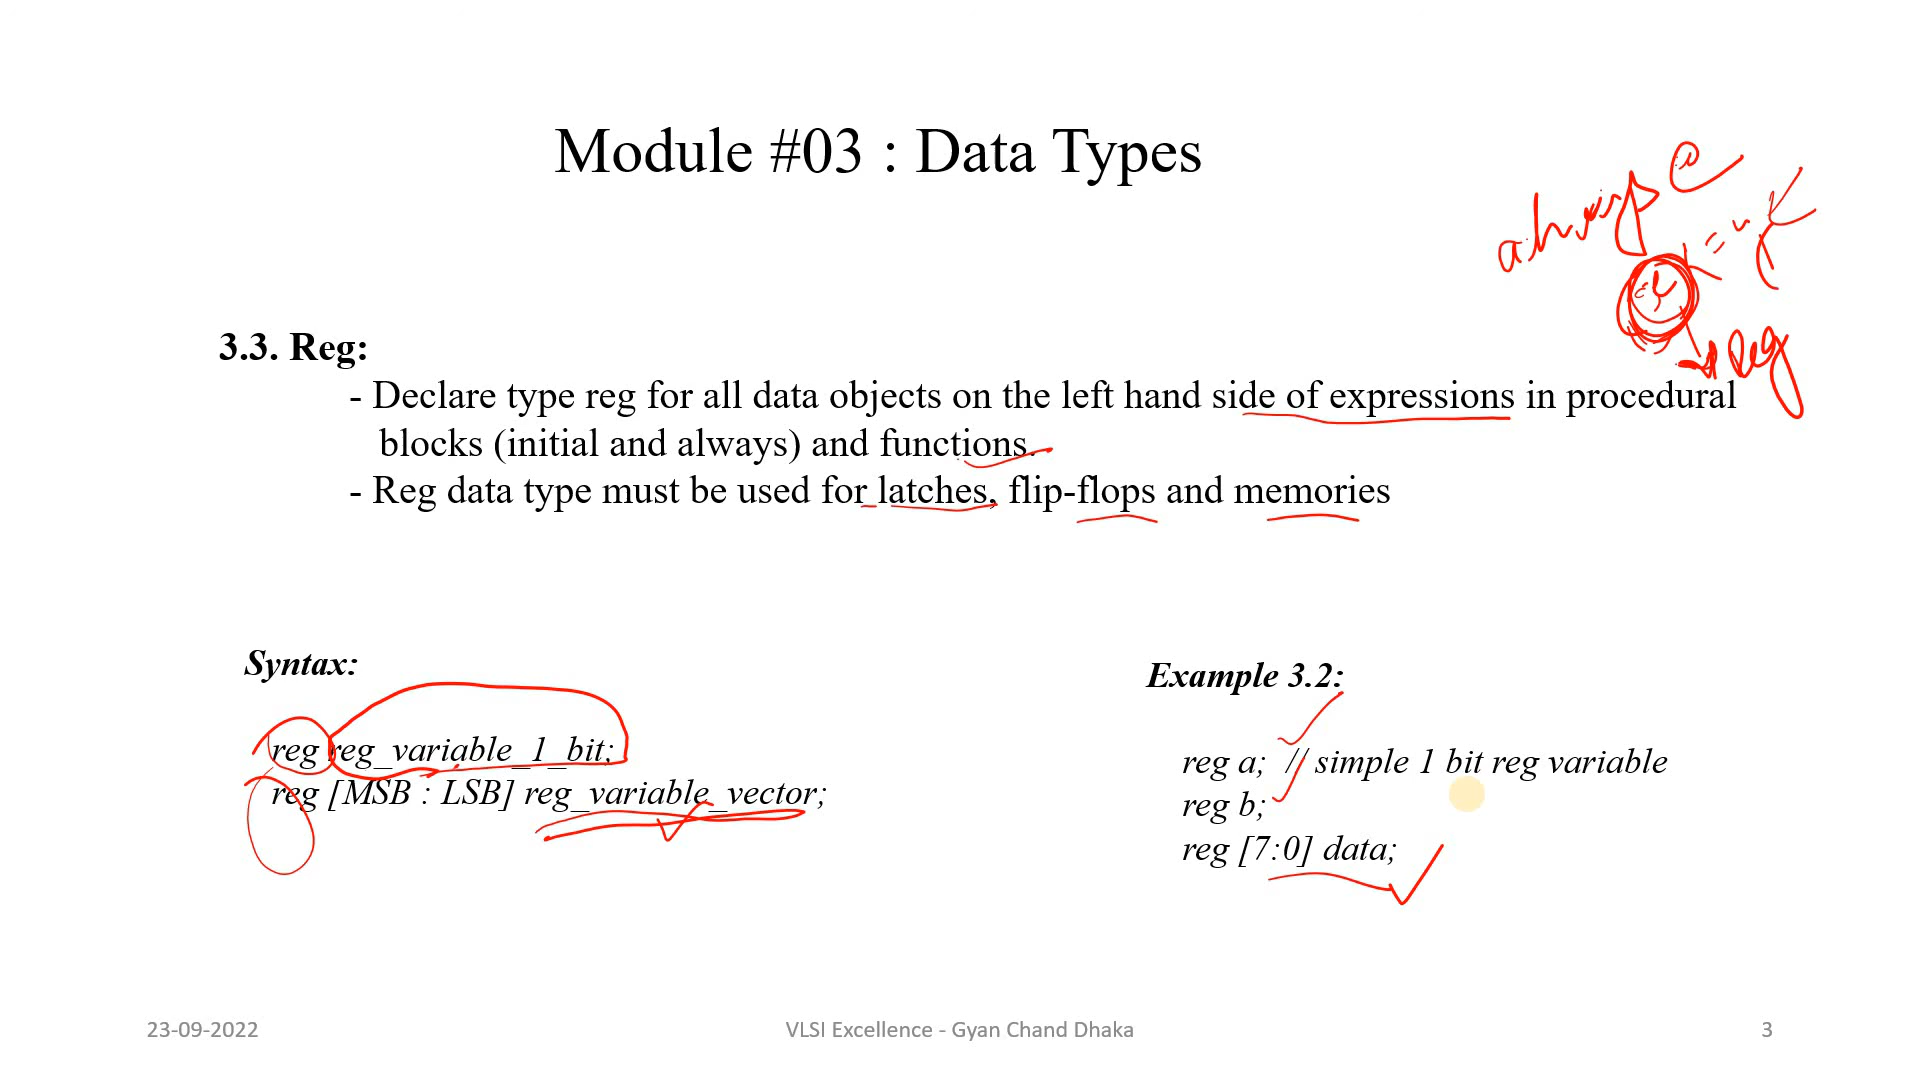 Module #03 : Data Types
always @
reg
3.3. Reg:
- Declare type reg for all data objects on the left hand side of expressions in procedural
blocks (initial and always) and functions.
- Reg data type must be used for latches, flip-flops and memories
Syntax:
reg reg_variable_1_bit;
reg [MSB : LSB] reg_variable_vector;
Example 3.2:
reg a; // simple 1 bit reg variable
reg b;
reg [7:0] data;
23-09-2022
VLSI Excellence - Gyan Chand Dhaka
3